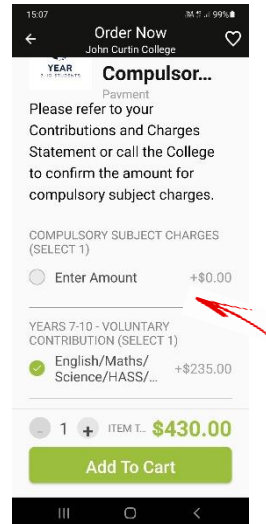 15:07
99%
Order Now
John Curtin College
YEAR
7-10 STUDENTS
Compulsor...
Payment
Please refer to your
Contributions and Charges
Statement or call the College
to confirm the amount for
compulsory subject charges.
COMPULSORY SUBJECT CHARGES
(SELECT 1)
Enter Amount +$0.00
YEARS 7-10 - VOLUNTARY
CONTRIBUTION (SELECT 1)
English/Maths/
Science/HASS/... +$235.00
- 1 + ITEM T... $430.00
Add To Cart